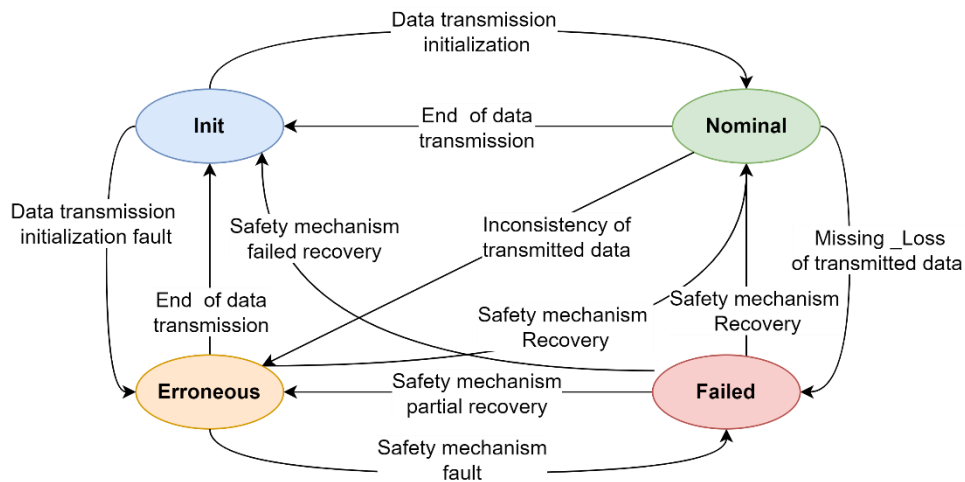 Data transmission
initialization
Init
End  of data
transmission
Nominal
Data transmission
initialization fault
Safety mechanism
failed recovery
Inconsistency of
transmitted data
Missing _Loss
of transmitted data
End  of data
transmission
Safety mechanism
Recovery
Safety mechanism
Recovery
Erroneous
Safety mechanism
partial recovery
Failed
Safety mechanism
fault